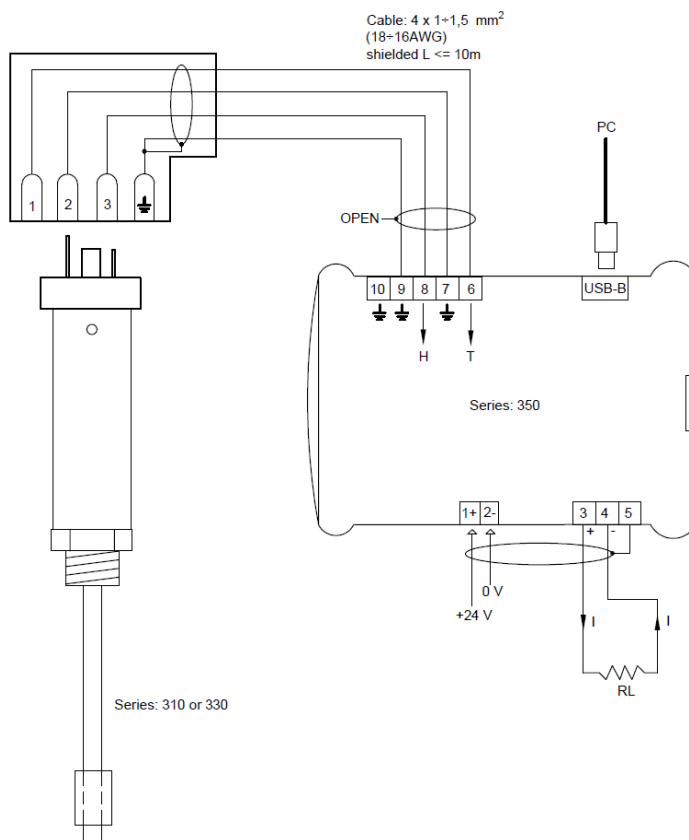 Cable: 4 x 1÷1,5 mm²
(18÷16AWG)
shielded L <= 10m
PC
1 2 3
OPEN
10 9 8 7 6
USB-B
H T
Series: 350
1+ 2- 3 4 5
+ -
0 V
+24 V
I I
RL
Series: 310 or 330